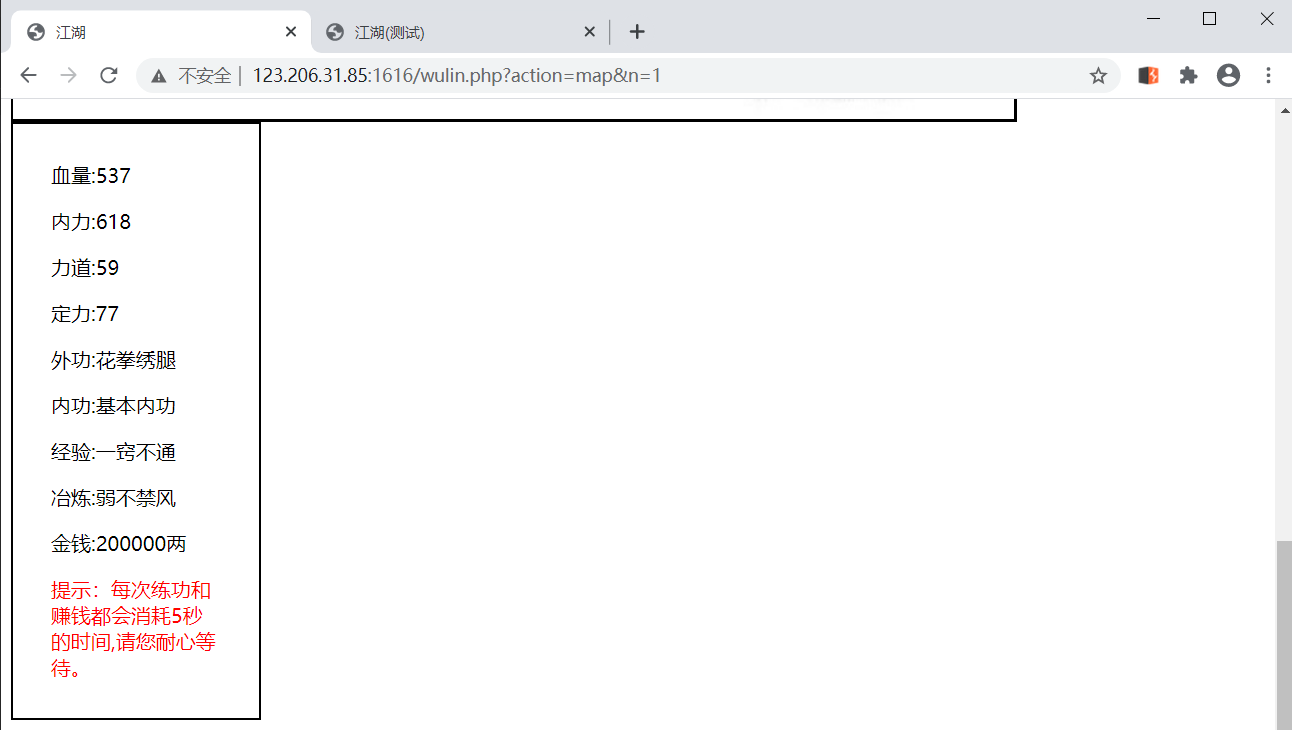 江湖
江湖(测试)
不安全 | 123.206.31.85:1616/wulin.php?action=map&n=1
血量:537
内力:618
力道:59
定力:77
外功:花拳绣腿
内功:基本内功
经验:一窍不通
冶炼:弱不禁风
金钱:200000两
提示：每次练功和
赚钱都会消耗5秒
的时间,请您耐心等
待。